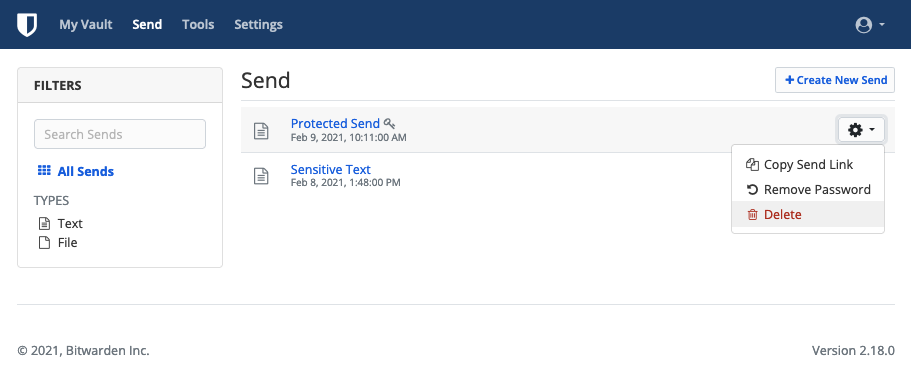 My Vault Send Tools Settings
FILTERS
Search Sends
All Sends
TYPES
Text
File
Send
Create New Send
Protected Send
Feb 9, 2021, 10:11:00 AM
Sensitive Text
Feb 8, 2021, 1:48:00 PM
Copy Send Link
Remove Password
Delete
© 2021, Bitwarden Inc.
Version 2.18.0